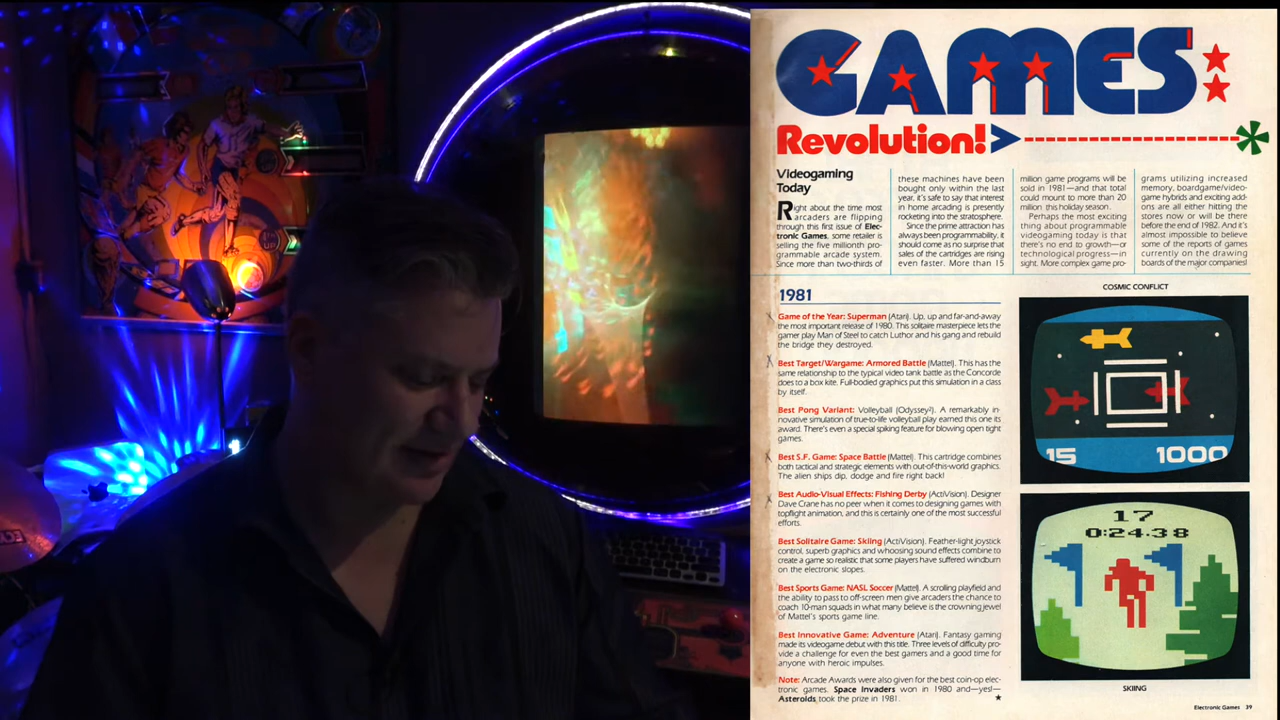 GAMES
Revolution!
Videogaming
Today
Right about the time most
arcaders are flipping
through this first issue of Elec-
tronic Games, some retailer is
selling the five millionth pro-
grammable arcade system.
Since more than two-thirds of
these machines have been
bought only within the last
year, it's safe to say that interest
in home arcading is presently
rocketing into the stratosphere.
Since the prime attraction has
always been programmability, it
should come as no surprise that
sales of the cartridges are rising
even faster. More than 15
million game programs will be
sold in 1981—and that total
could mount to more than 20
million this holiday season.
Perhaps the most exciting
thing about programmable
videogaming today is that
there's no end to growth—or
technological progress—in
sight. More complex game pro-
grams utilizing increased
memory, boardgame/video-
game hybrids and exciting add-
ons are all either hitting the
stores now or will be there
before the end of 1982. And it's
almost impossible to believe
some of the reports of games
currently on the drawing
boards of the major companies!
1981
Game of the Year: Superman (Atari). Up, up and far-and-away
the most important release of 1980. This solitaire masterpiece lets the
gamer play Man of Steel to catch Luthor and his gang and rebuild
the bridge they destroyed.
Best Target/Wargame: Armored Battle (Mattel). This has the
same relationship to the typical video tank battle as the Concorde
does to a box kite. Full-bodied graphics put this simulation in a class
by itself.
Best Pong Variant: Volleyball (Odyssey²). A remarkably in-
novative simulation of true-to-life volleyball play earned this one its
award. There's even a special spiking feature for blowing open tight
games.
Best S.F. Game: Space Battle (Mattel). This cartridge combines
both tactical and strategic elements with out-of-this-world graphics.
The alien ships dip, dodge and fire right back!
Best Audio-Visual Effects: Fishing Derby (ActiVision). Designer
Dave Crane has no peer when it comes to designing games with
topflight animation, and this is certainly one of the most successful
efforts.
Best Solitaire Game: Skiing (ActiVision). Feather-light joystick
control, superb graphics and whoosing sound effects combine to
create a game so realistic that some players have suffered windburn
on the electronic slopes.
Best Sports Game: NASL Soccer (Mattel). A scrolling playfield and
the ability to pass to off-screen men give arcaders the chance to
coach 10-man squads in what many believe is the crowning jewel
of Mattel's sports game line.
Best Innovative Game: Adventure (Atari). Fantasy gaming
made its videogame debut with this title. Three levels of difficulty pro-
vide a challenge for even the best gamers and a good time for
anyone with heroic impulses.
Note: Arcade Awards were also given for the best coin-op elec-
tronic games. Space Invaders won in 1980 and—yes!—
Asteroids took the prize in 1981.
COSMIC CONFLICT
15 1000
17
0:24.38
SKIING
Electronic Games 39